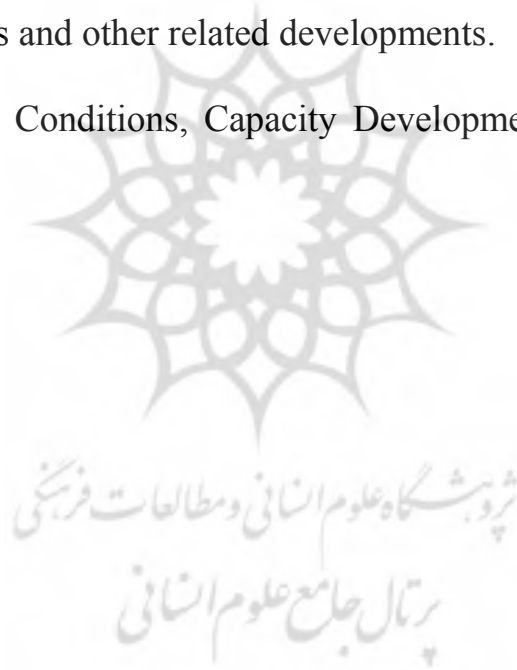 s and other related developments.
Conditions, Capacity Developme
پژوهشگاه علوم انسانی و مطالعات فرهنگی
پرتال جامع علوم انسانی